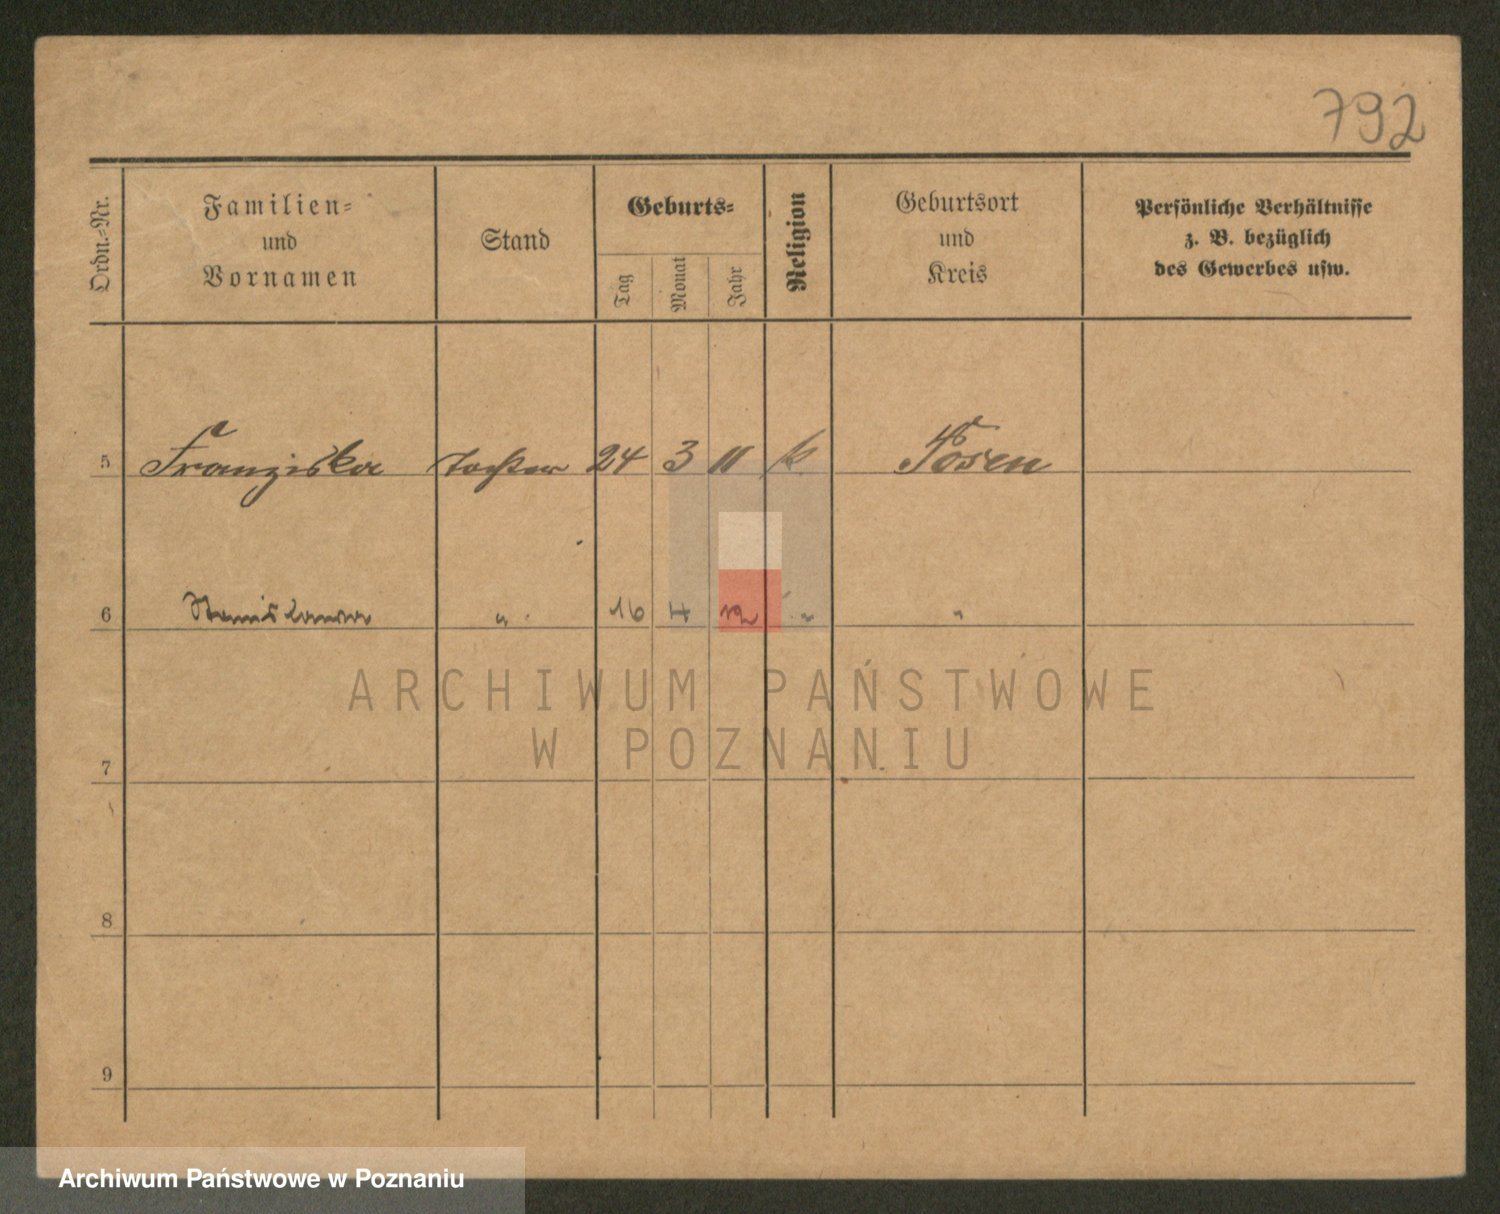 792
Ordn.-Nr.
Familien-
und
Vornamen
Stand
Geburts-
Tag
Monat
Jahr
Religion
Geburtsort
und
Kreis
Persönliche Verhältnisse
z. B. bezüglich
des Gewerbes usw.
5 Franziska Tochter 24 3 11 k Posen
6 Stanislawa " 16 4 12 " "
ARCHIWUM PAŃSTWOWE
W POZNANIU
7
8
9
Archiwum Państwowe w Poznaniu